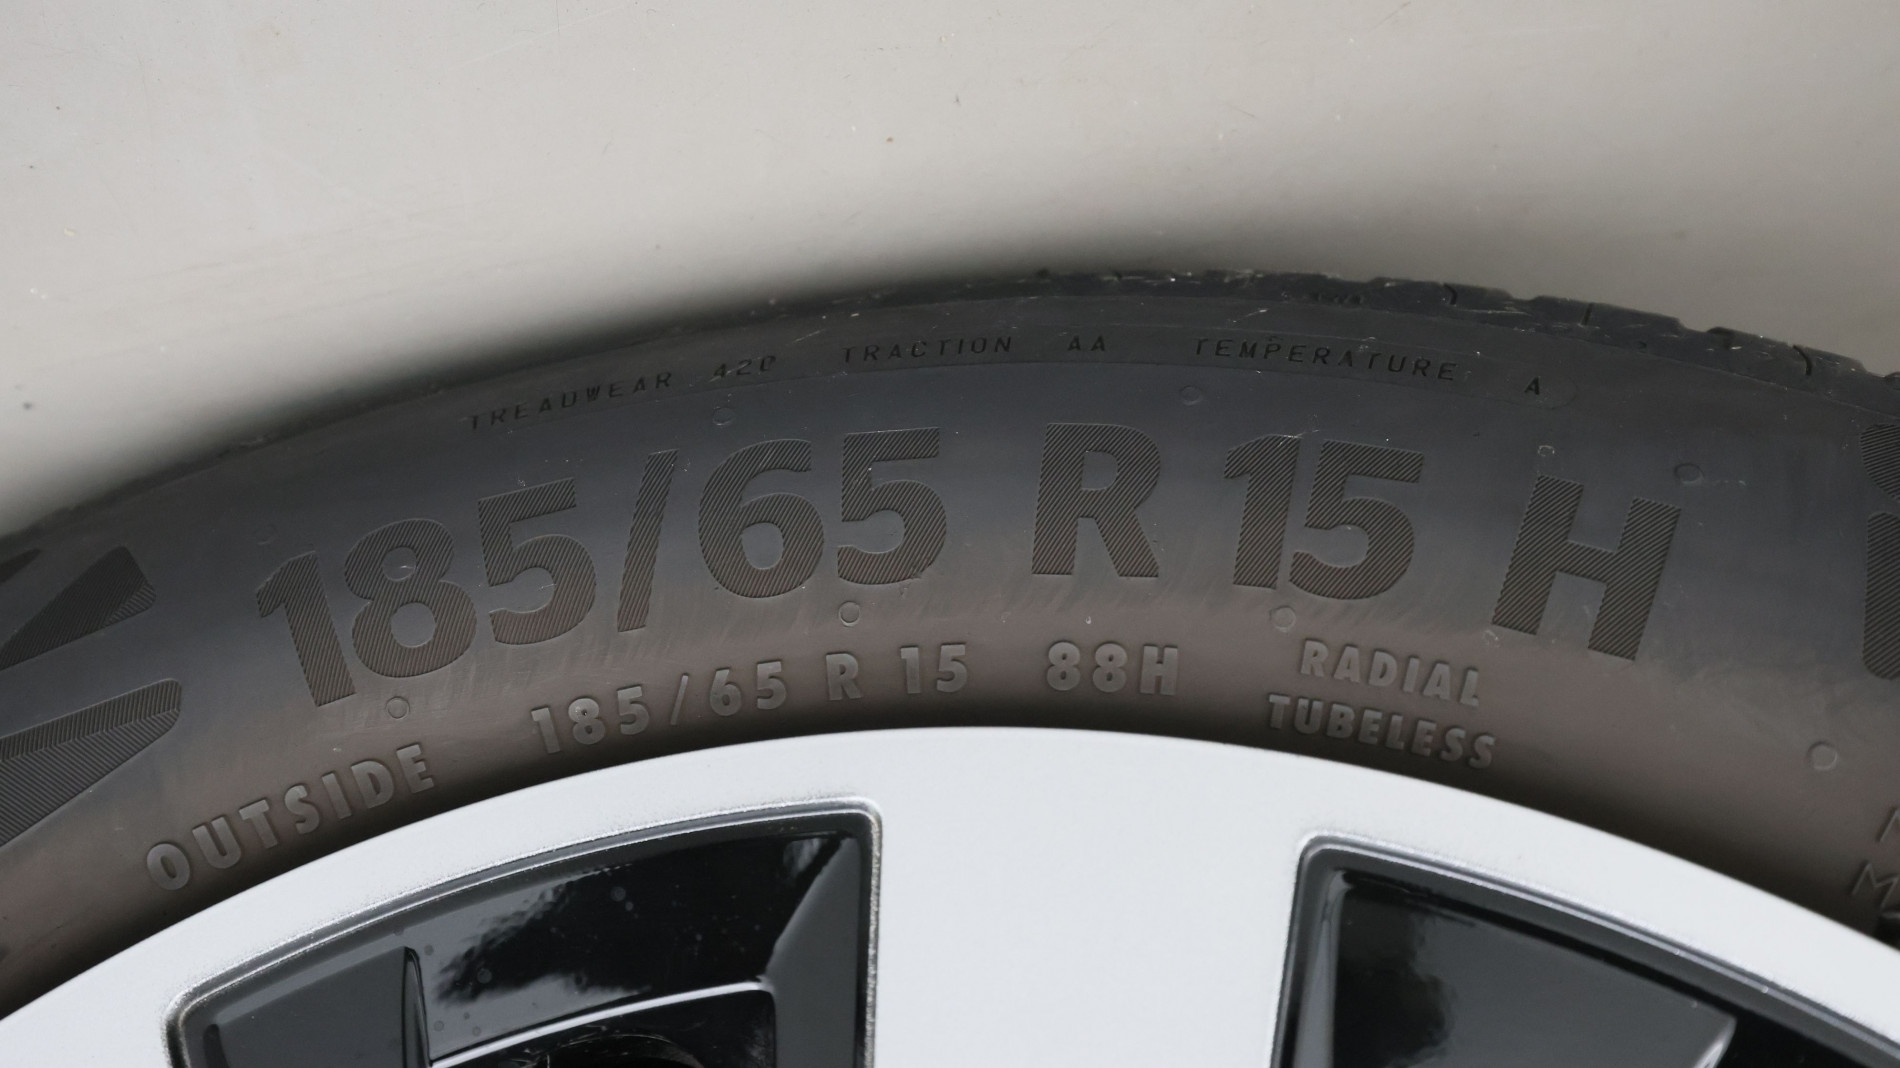 TREADWEAR 420 TRACTION AA TEMPERATURE A
185/65 R 15 H
OUTSIDE 185/65 R 15 88H RADIAL
TUBELESS